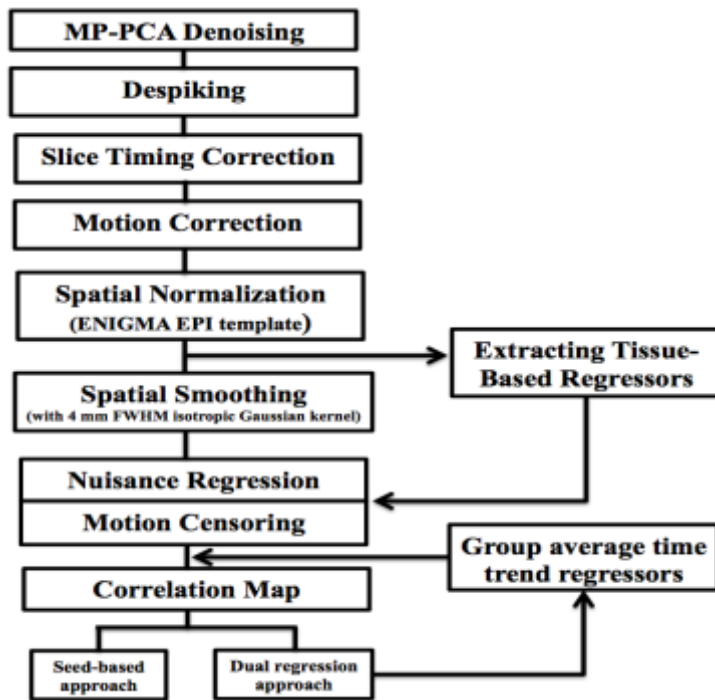 MP-PCA Denoising
Despiking
Slice Timing Correction
Motion Correction
Spatial Normalization
(ENIGMA EPI template)
Extracting Tissue-
Based Regressors
Spatial Smoothing
(with 4 mm FWHM isotropic Gaussian kernel)
Nuisance Regression
Motion Censoring
Group average time
trend regressors
Correlation Map
Seed-based
approach
Dual regression
approach